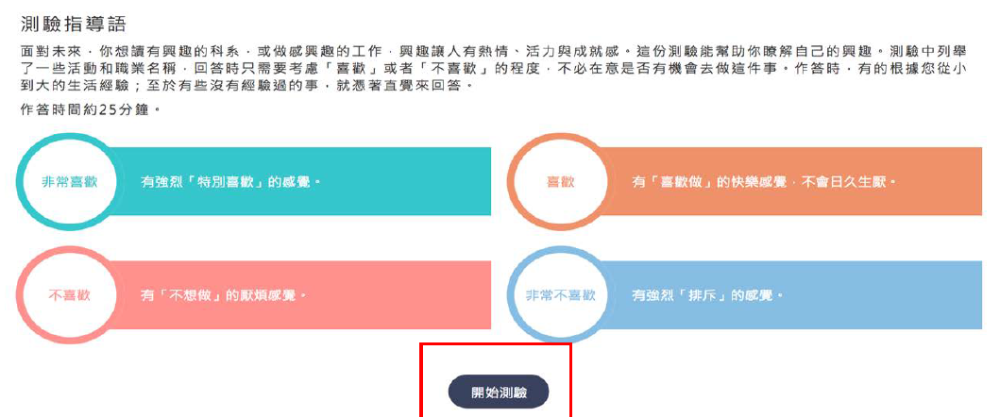 測驗指導語
面對未來，你想讀有興趣的科系，或做感興趣的工作，興趣讓人有熱情、活力與成就感。這份測驗能幫助你瞭解自己的興趣。測驗中列舉
了一些活動和職業名稱，回答時只需要考慮「喜歡」或者「不喜歡」的程度，不必在意是否有機會去做這件事。作答時，有的根據您從小
到大的生活經驗；至於有些沒有經驗過的事，就憑著直覺來回答。
作答時間約25分鐘。
非常喜歡
有強烈「特別喜歡」的感覺。
喜歡
有「喜歡做」的快樂感覺，不會日久生厭。
不喜歡
有「不想做」的厭煩感覺。
非常不喜歡
有強烈「排斥」的感覺。
開始測驗